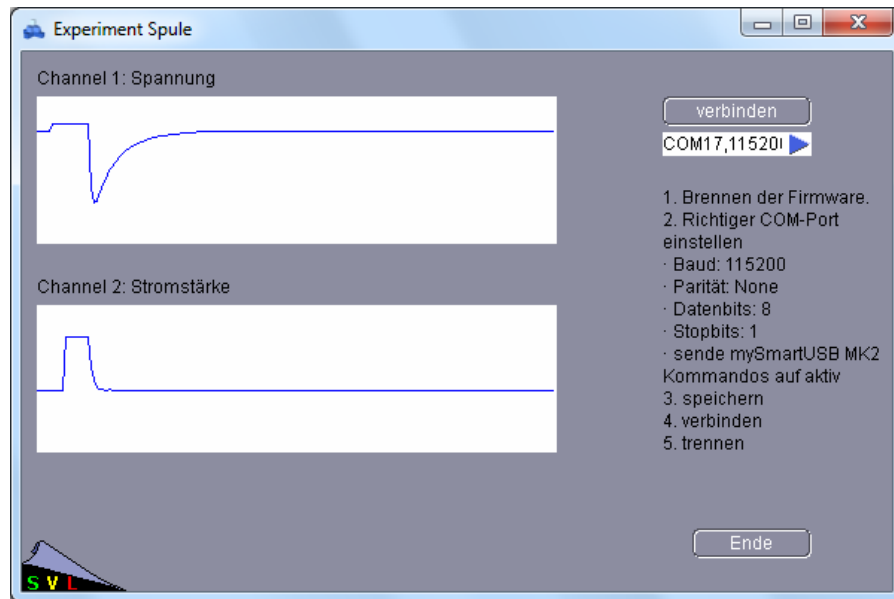 Experiment Spule
Channel 1: Spannung
verbinden
COM17,11520
1. Brennen der Firmware.
2. Richtiger COM-Port
einstellen
· Baud: 115200
· Parität: None
· Datenbits: 8
· Stopbits: 1
· sende mySmartUSB MK2
Kommandos auf aktiv
3. speichern
4. verbinden
5. trennen
Channel 2: Stromstärke
Ende
S V L